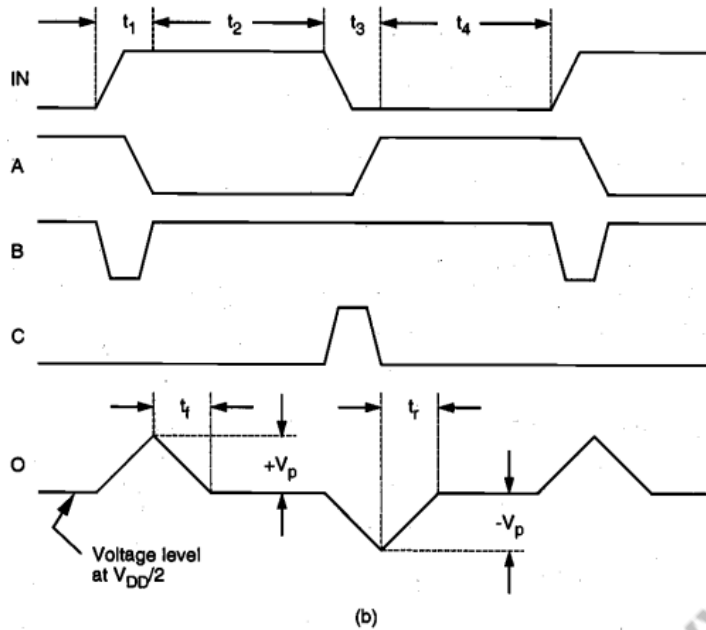 t1 t2 t3 t4
IN
A
B
C
tf tr
O
+Vp
-Vp
Voltage level
at VDD/2
(b)